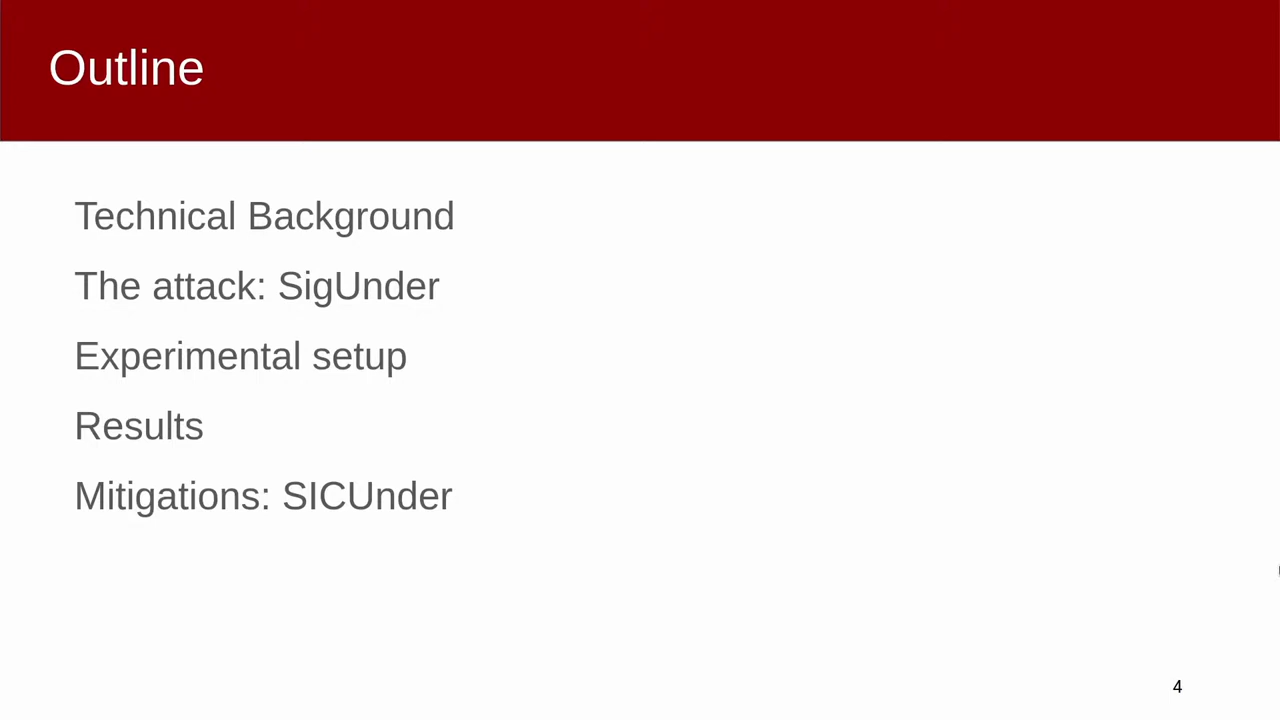 Outline
Technical Background
The attack: SigUnder
Experimental setup
Results
Mitigations: SICUnder
4